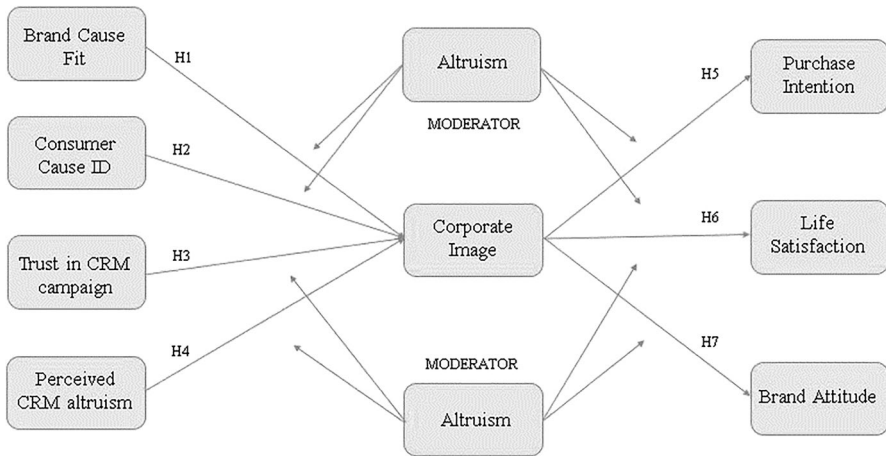 Brand Cause
Fit
H1
Consumer
Cause ID
H2
Trust in CRM
campaign
H3
Perceived
CRM altruism
H4
Altruism
MODERATOR
Corporate
Image
MODERATOR
Altruism
H5
Purchase
Intention
H6
Life
Satisfaction
H7
Brand Attitude